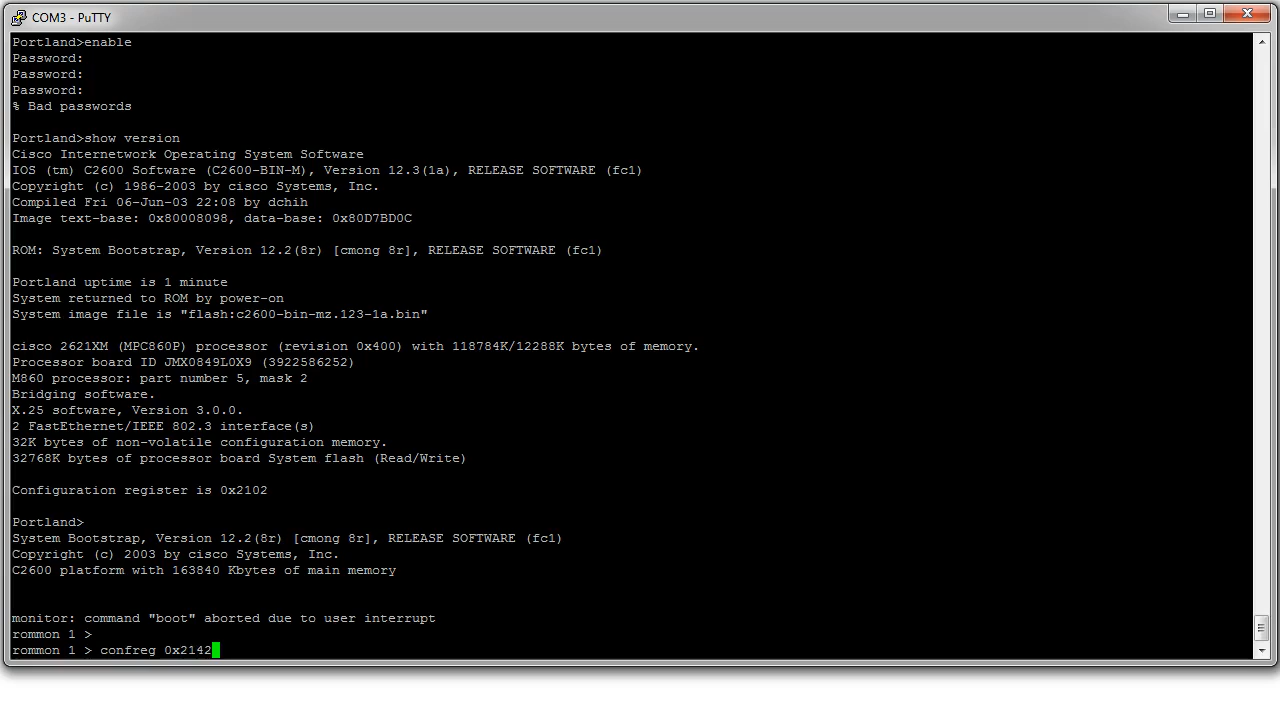 COM3 - PuTTY
Portland>enable
Password:
Password:
Password:
% Bad passwords
Portland>show version
Cisco Internetwork Operating System Software
IOS (tm) C2600 Software (C2600-BIN-M), Version 12.3(1a), RELEASE SOFTWARE (fc1)
Copyright (c) 1986-2003 by cisco Systems, Inc.
Compiled Fri 06-Jun-03 22:08 by dchih
Image text-base: 0x80008098, data-base: 0x80D7BD0C
ROM: System Bootstrap, Version 12.2(8r) [cmong 8r], RELEASE SOFTWARE (fc1)
Portland uptime is 1 minute
System returned to ROM by power-on
System image file is "flash:c2600-bin-mz.123-1a.bin"
cisco 2621XM (MPC860P) processor (revision 0x400) with 118784K/12288K bytes of memory.
Processor board ID JMX0849L0X9 (3922586252)
M860 processor: part number 5, mask 2
Bridging software.
X.25 software, Version 3.0.0.
2 FastEthernet/IEEE 802.3 interface(s)
32K bytes of non-volatile configuration memory.
32768K bytes of processor board System flash (Read/Write)
Configuration register is 0x2102
Portland>
System Bootstrap, Version 12.2(8r) [cmong 8r], RELEASE SOFTWARE (fc1)
Copyright (c) 2003 by cisco Systems, Inc.
C2600 platform with 163840 Kbytes of main memory
monitor: command "boot" aborted due to user interrupt
rommon 1 >
rommon 1 > confreg 0x2142